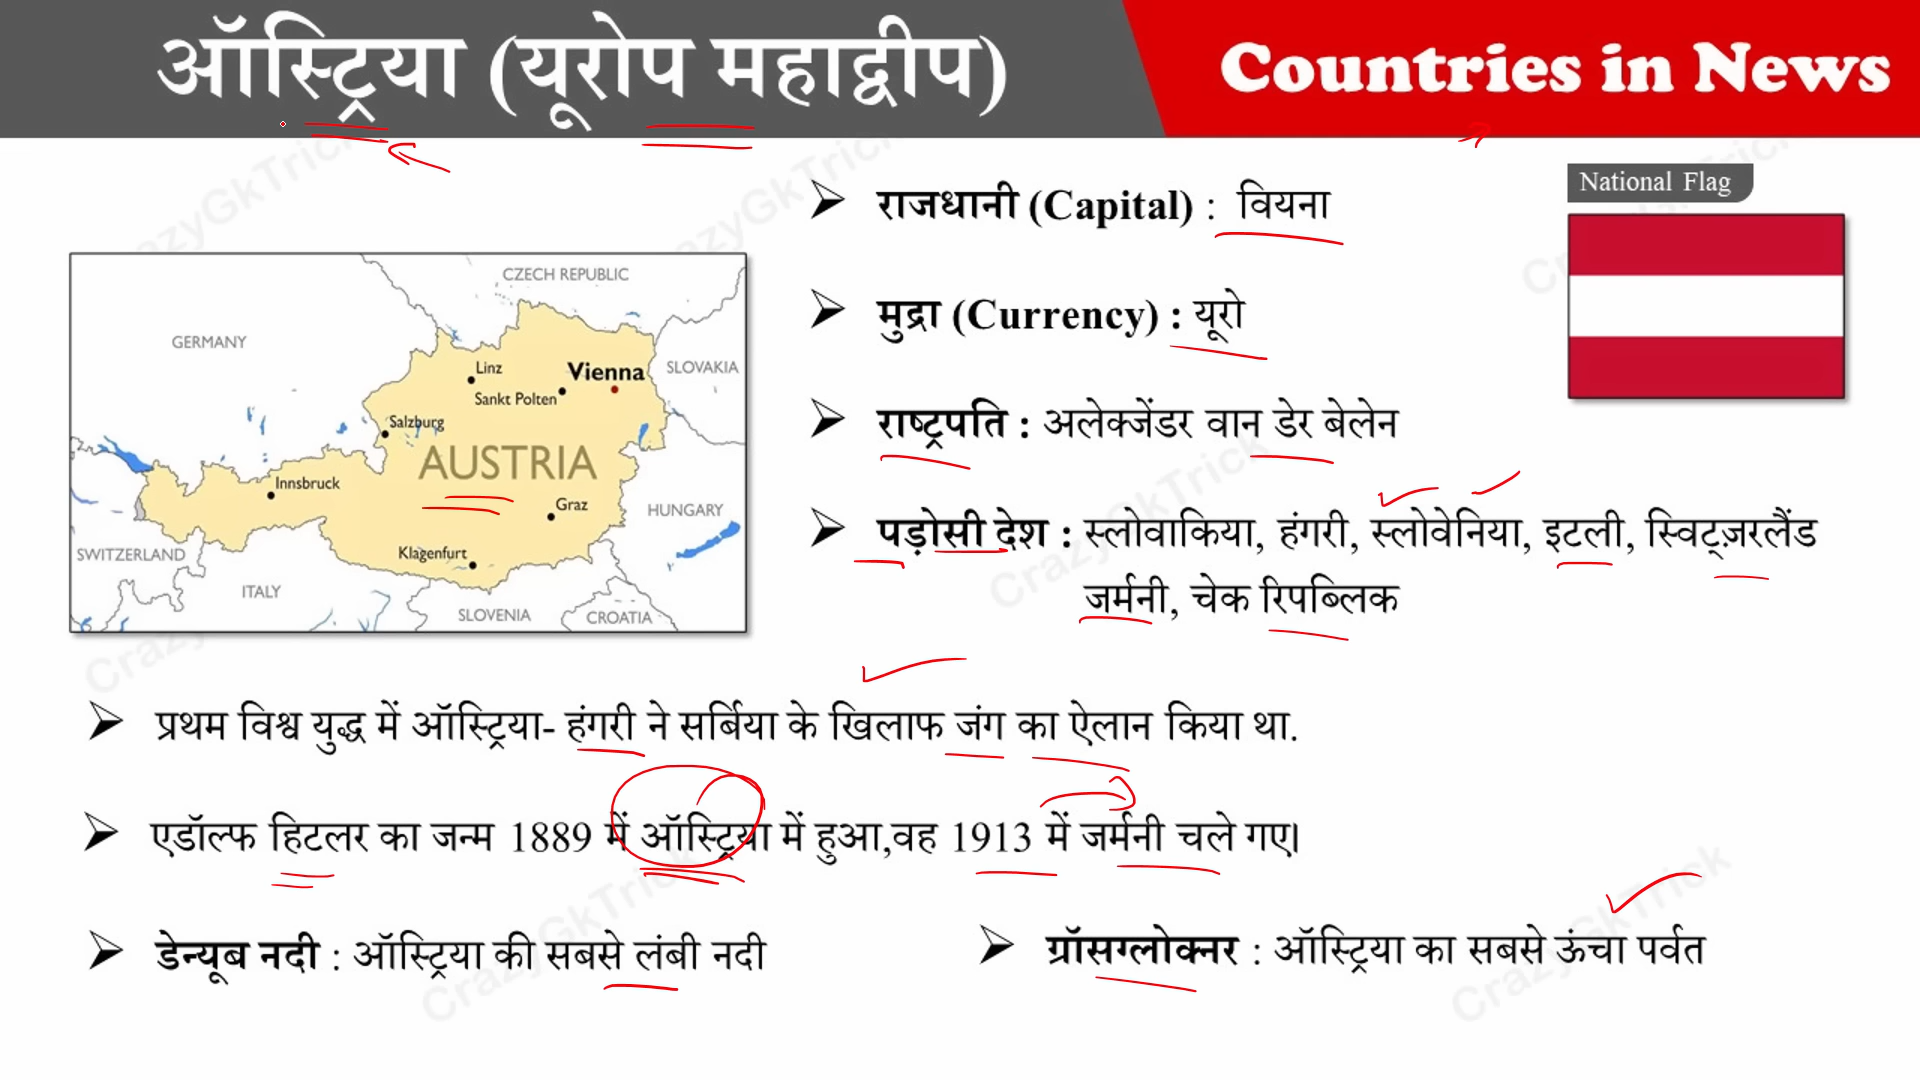 ऑस्ट्रिया (यूरोप महाद्वीप)
Countries in News
National Flag
➢ राजधानी (Capital) : वियना
➢ मुद्रा (Currency) : यूरो
➢ राष्ट्रपति : अलेक्जेंडर वान डेर बेलेन
➢ पड़ोसी देश : स्लोवाकिया, हंगरी, स्लोवेनिया, इटली, स्विट्ज़रलैंड
जर्मनी, चेक रिपब्लिक
CZECH REPUBLIC
GERMANY
Linz
Vienna
SLOVAKIA
Sankt Polten
Salzburg
AUSTRIA
Innsbruck
Graz
HUNGARY
SWITZERLAND
Klagenfurt
ITALY
SLOVENIA
CROATIA
➢ प्रथम विश्व युद्ध में ऑस्ट्रिया- हंगरी ने सर्बिया के खिलाफ जंग का ऐलान किया था.
➢ एडॉल्फ हिटलर का जन्म 1889 में ऑस्ट्रिया में हुआ,वह 1913 में जर्मनी चले गए।
➢ डेन्यूब नदी : ऑस्ट्रिया की सबसे लंबी नदी
➢ ग्रॉसग्लोक्नर : ऑस्ट्रिया का सबसे ऊंचा पर्वत
CrazyGkTrick